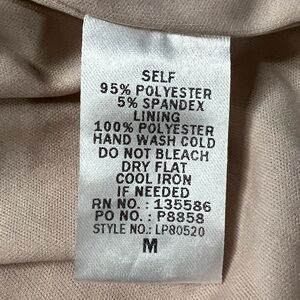 SELF
95% POLYESTER
5% SPANDEX
LINING
100% POLYESTER
HAND WASH COLD
DO NOT BLEACH
DRY FLAT
COOL IRON
IF NEEDED
RN NO. : 135586
PO NO. : P8858
STYLE NO.: LP80520
M